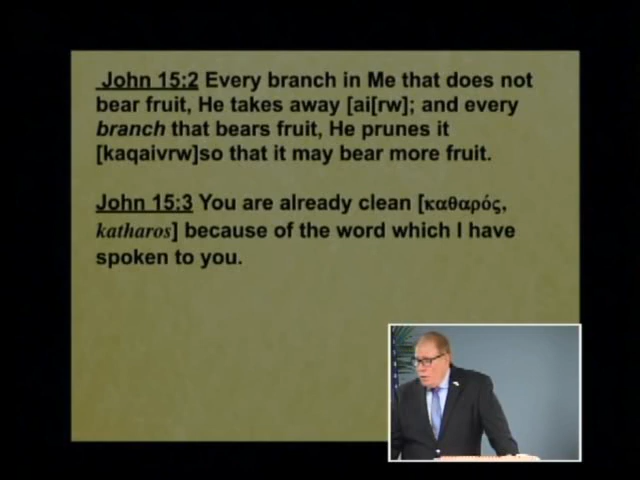 John 15:2 Every branch in Me that does not
bear fruit, He takes away [ai[rw]; and every
branch that bears fruit, He prunes it
[kaqaivrw]so that it may bear more fruit.
John 15:3 You are already clean [καθαρός,
katharos] because of the word which I have
spoken to you.